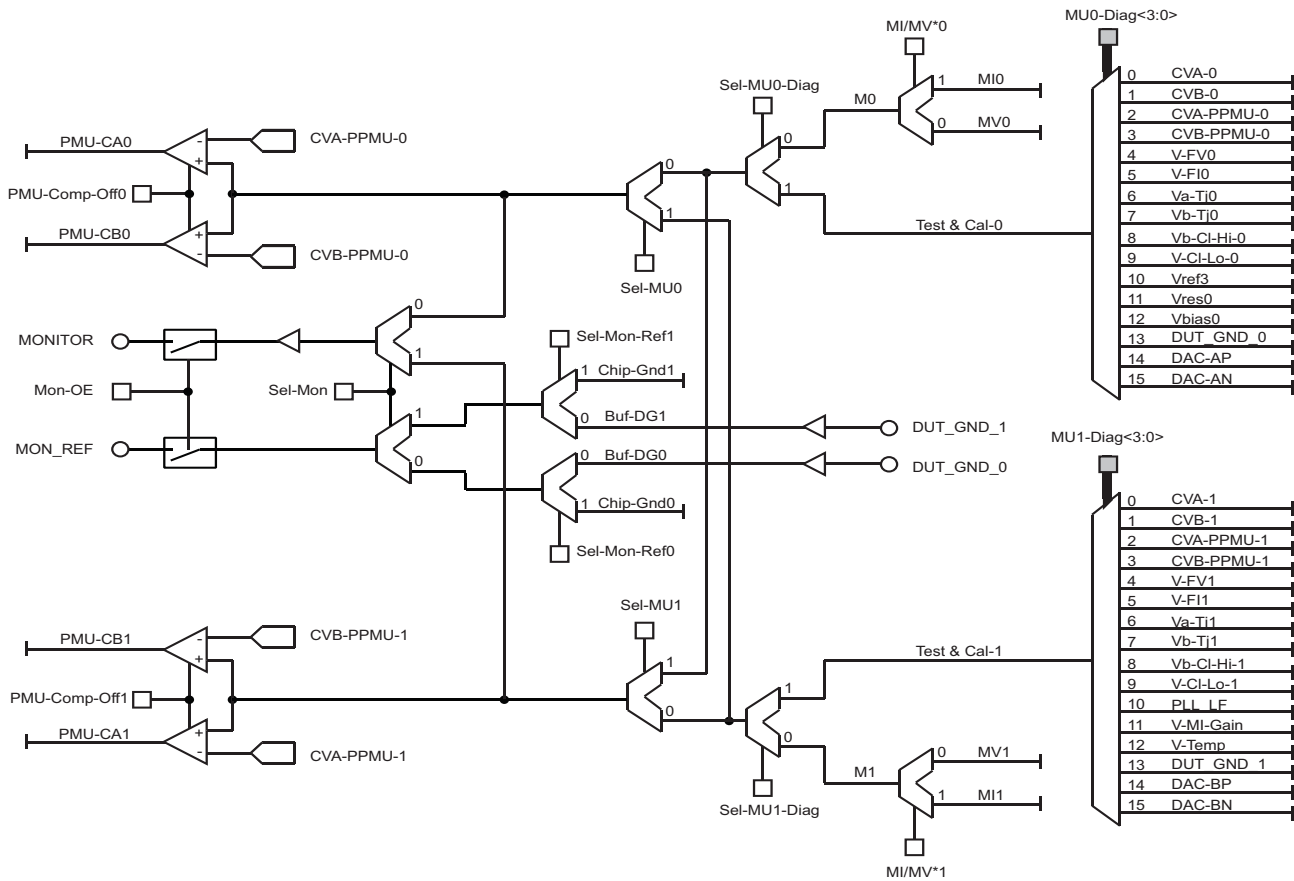 MU0-Diag<3:0>
MI/MV*0
Sel-MU0-Diag
M0
1
MI0
0
MV0
0
1
Test & Cal-0
0 CVA-0
1 CVB-0
2 CVA-PPMU-0
3 CVB-PPMU-0
4 V-FV0
5 V-FI0
6 Va-Tj0
7 Vb-Tj0
8 Vb-Cl-Hi-0
9 V-Cl-Lo-0
10 Vref3
11 Vres0
12 Vbias0
13 DUT_GND_0
14 DAC-AP
15 DAC-AN
PMU-CA0
-
+
CVA-PPMU-0
PMU-Comp-Off0
PMU-CB0
+
-
CVB-PPMU-0
0
1
Sel-MU0
MONITOR
0
1
Mon-OE
Sel-Mon
MON_REF
1
0
Sel-Mon-Ref1
1 Chip-Gnd1
0 Buf-DG1
DUT_GND_1
0 Buf-DG0
DUT_GND_0
1 Chip-Gnd0
Sel-Mon-Ref0
MU1-Diag<3:0>
0 CVA-1
1 CVB-1
2 CVA-PPMU-1
3 CVB-PPMU-1
4 V-FV1
5 V-FI1
6 Va-Tj1
7 Vb-Tj1
8 Vb-Cl-Hi-1
9 V-Cl-Lo-1
10 PLL_LF
11 V-MI-Gain
12 V-Temp
13 DUT_GND_1
14 DAC-BP
15 DAC-BN
Sel-MU1
PMU-CB1
-
+
CVB-PPMU-1
PMU-Comp-Off1
PMU-CA1
+
-
CVA-PPMU-1
1
0
Test & Cal-1
1
0
Sel-MU1-Diag
M1
0
MV1
1
MI1
MI/MV*1